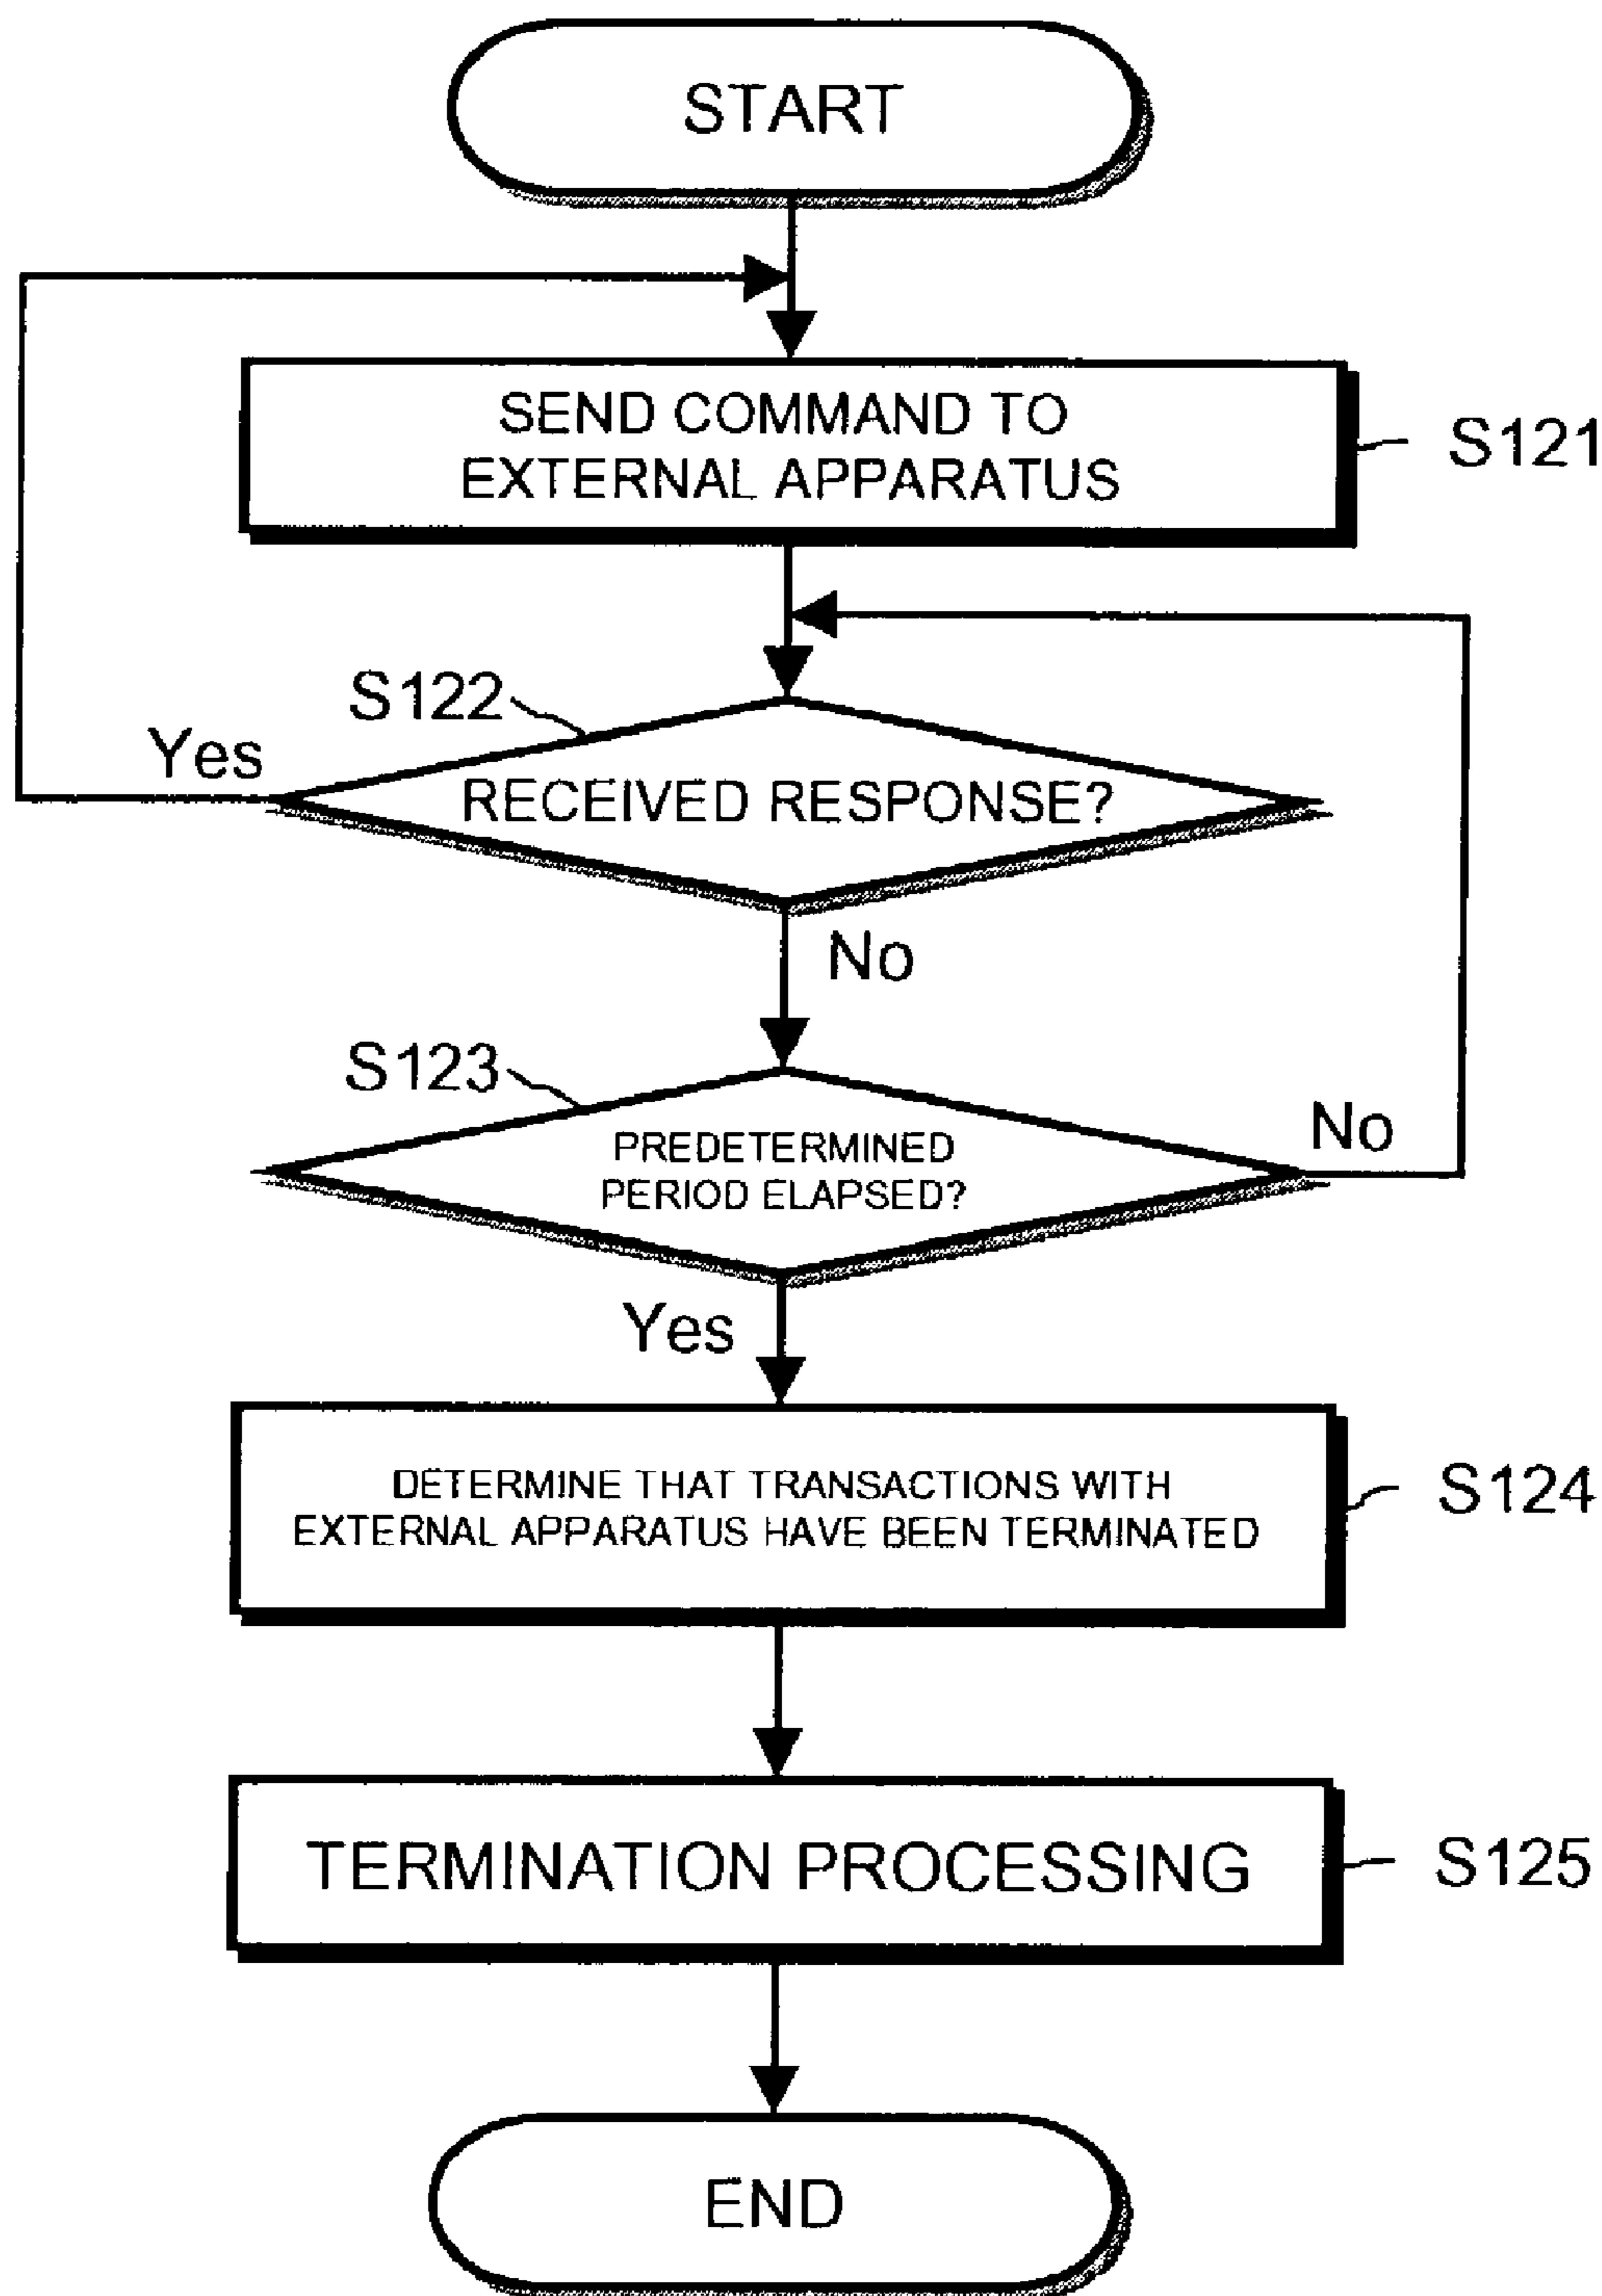 START
SEND COMMAND TO
EXTERNAL APPARATUS
S121
S122
Yes
RECEIVED RESPONSE?
No
S123
PREDETERMINED
PERIOD ELAPSED?
No
Yes
DETERMINE THAT TRANSACTIONS WITH
EXTERNAL APPARATUS HAVE BEEN TERMINATED
S124
TERMINATION PROCESSING
S125
END